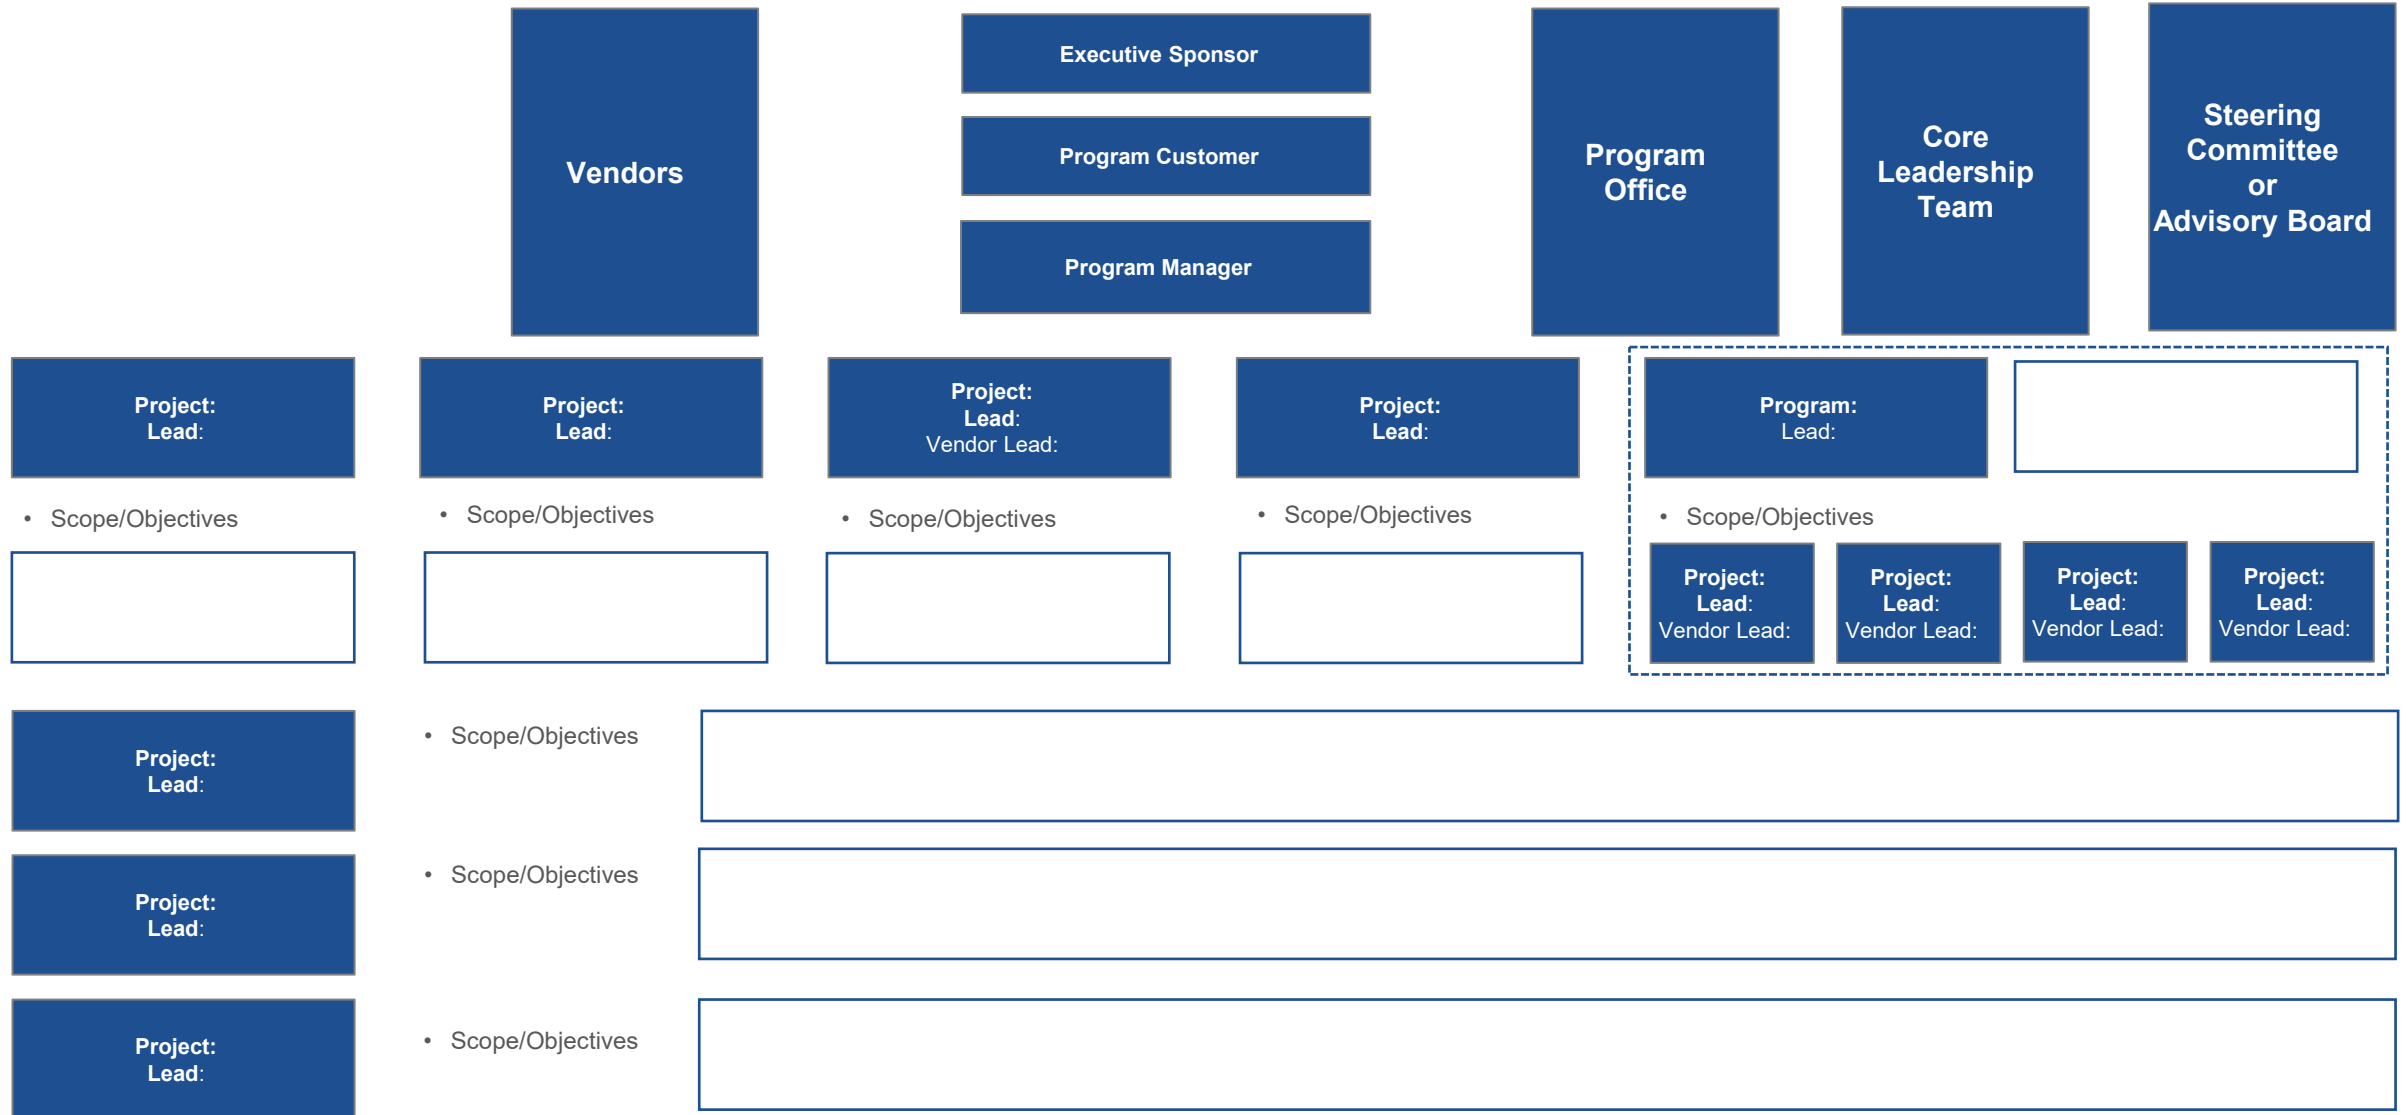 Vendors
Executive Sponsor
Program Customer
Program Manager
Program
Office
Core
Leadership
Team
Steering
Committee
or
Advisory Board
Project:
Lead:
Project:
Lead:
Project:
Lead:
Vendor Lead:
Project:
Lead:
Program:
Lead:
• Scope/Objectives
• Scope/Objectives
• Scope/Objectives
• Scope/Objectives
• Scope/Objectives
Project:
Lead:
Vendor Lead:
Project:
Lead:
Vendor Lead:
Project:
Lead:
Vendor Lead:
Project:
Lead:
Vendor Lead:
Project:
Lead:
• Scope/Objectives
Project:
Lead:
• Scope/Objectives
Project:
Lead:
• Scope/Objectives